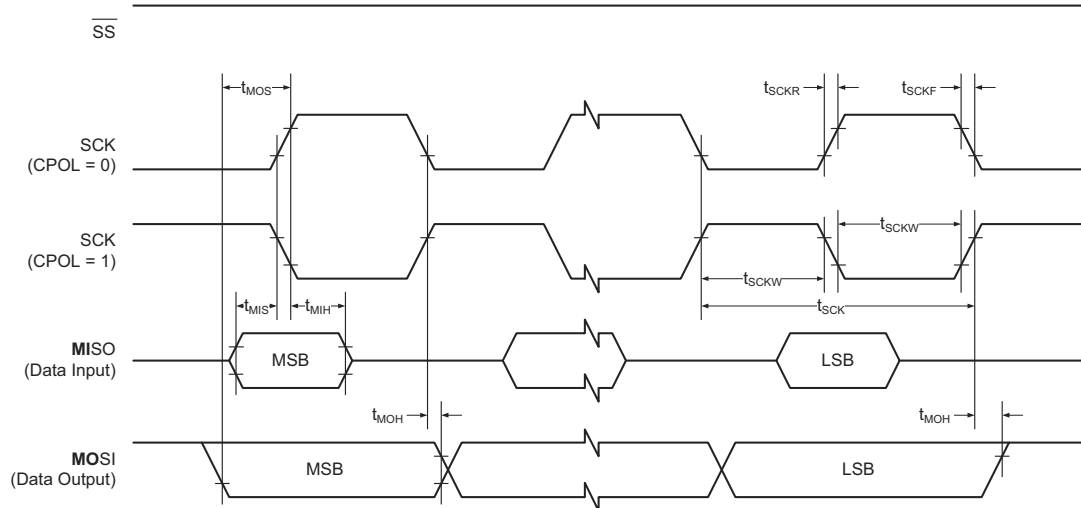 SS
tMOS
tSCKR
tSCKF
SCK
(CPOL = 0)
SCK
(CPOL = 1)
tSCKW
tSCKW
tSCK
tMIS
tMIH
MISO
(Data Input)
MSB
LSB
tMOH
tMOH
MOSI
(Data Output)
MSB
LSB